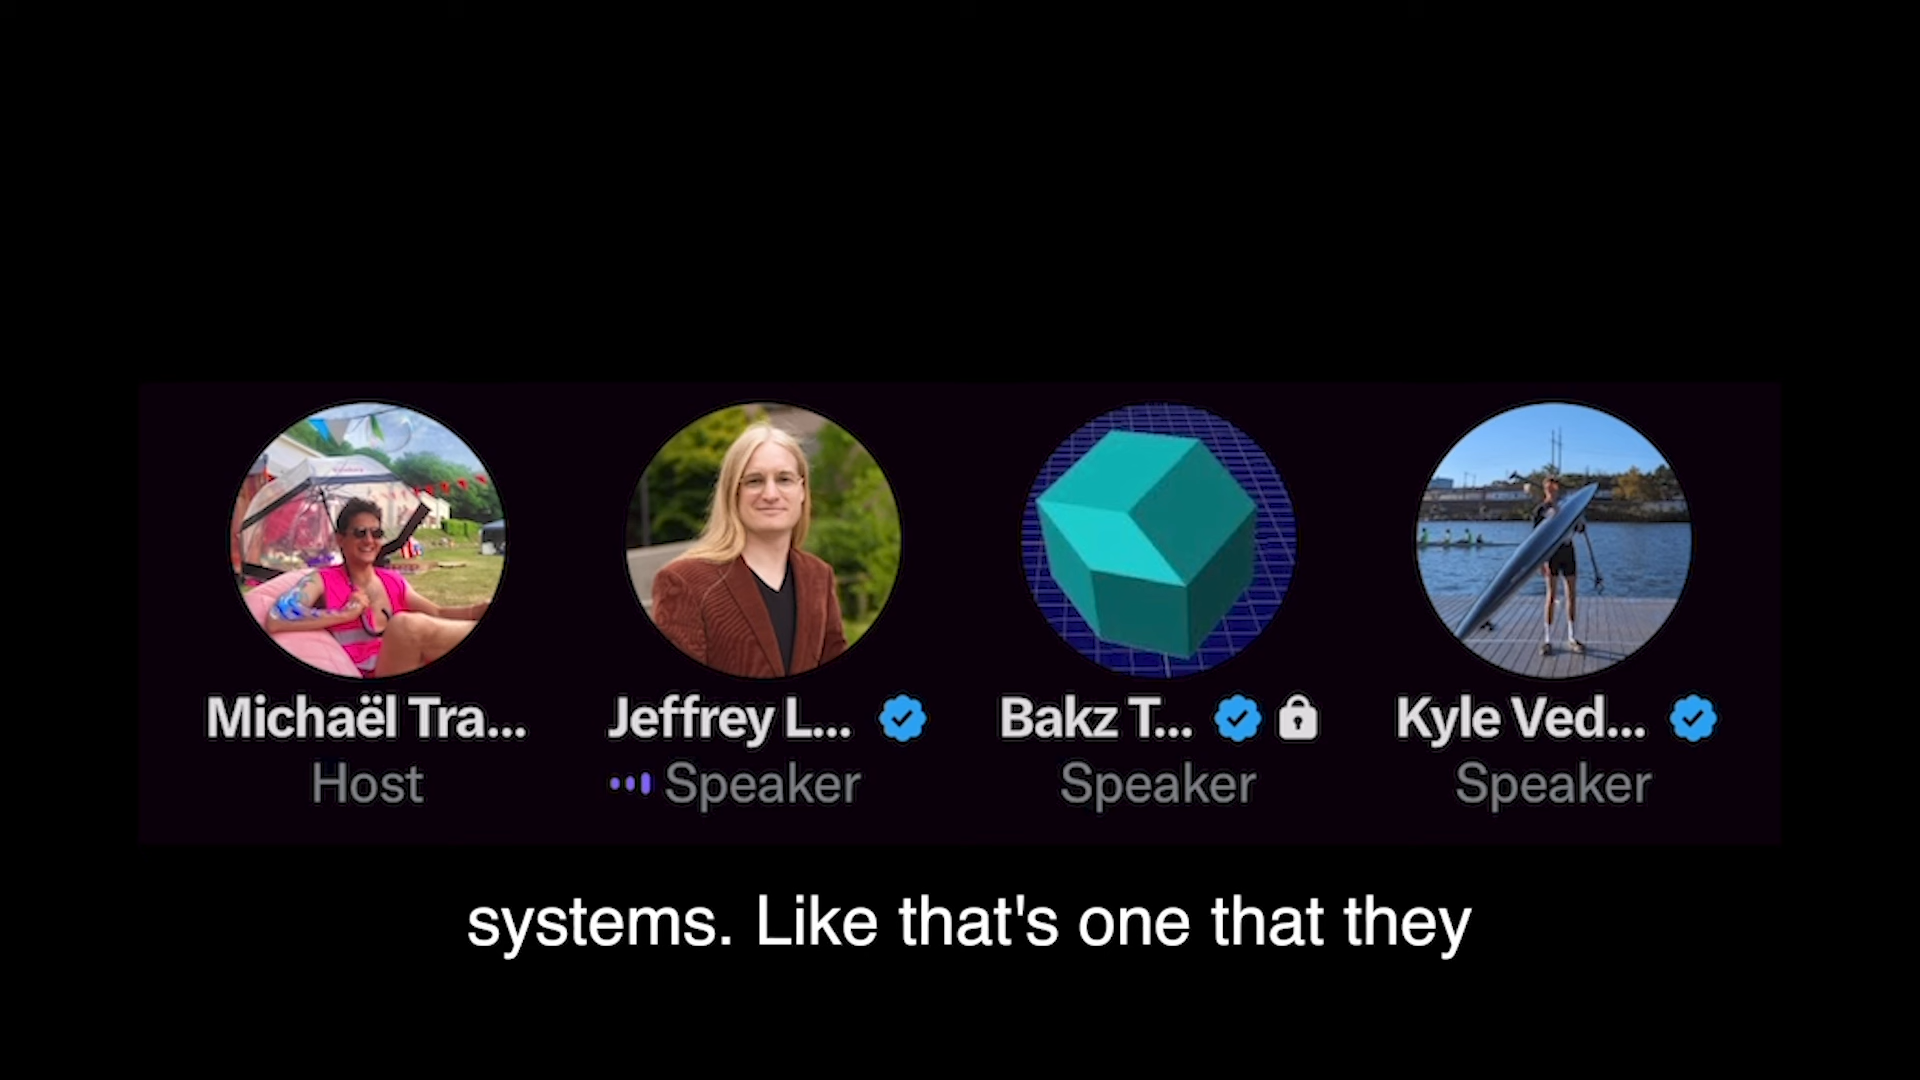 Michaël Tra... Jeffrey L... Bakz T... Kyle Ved...
Host Speaker Speaker Speaker
systems. Like that's one that they